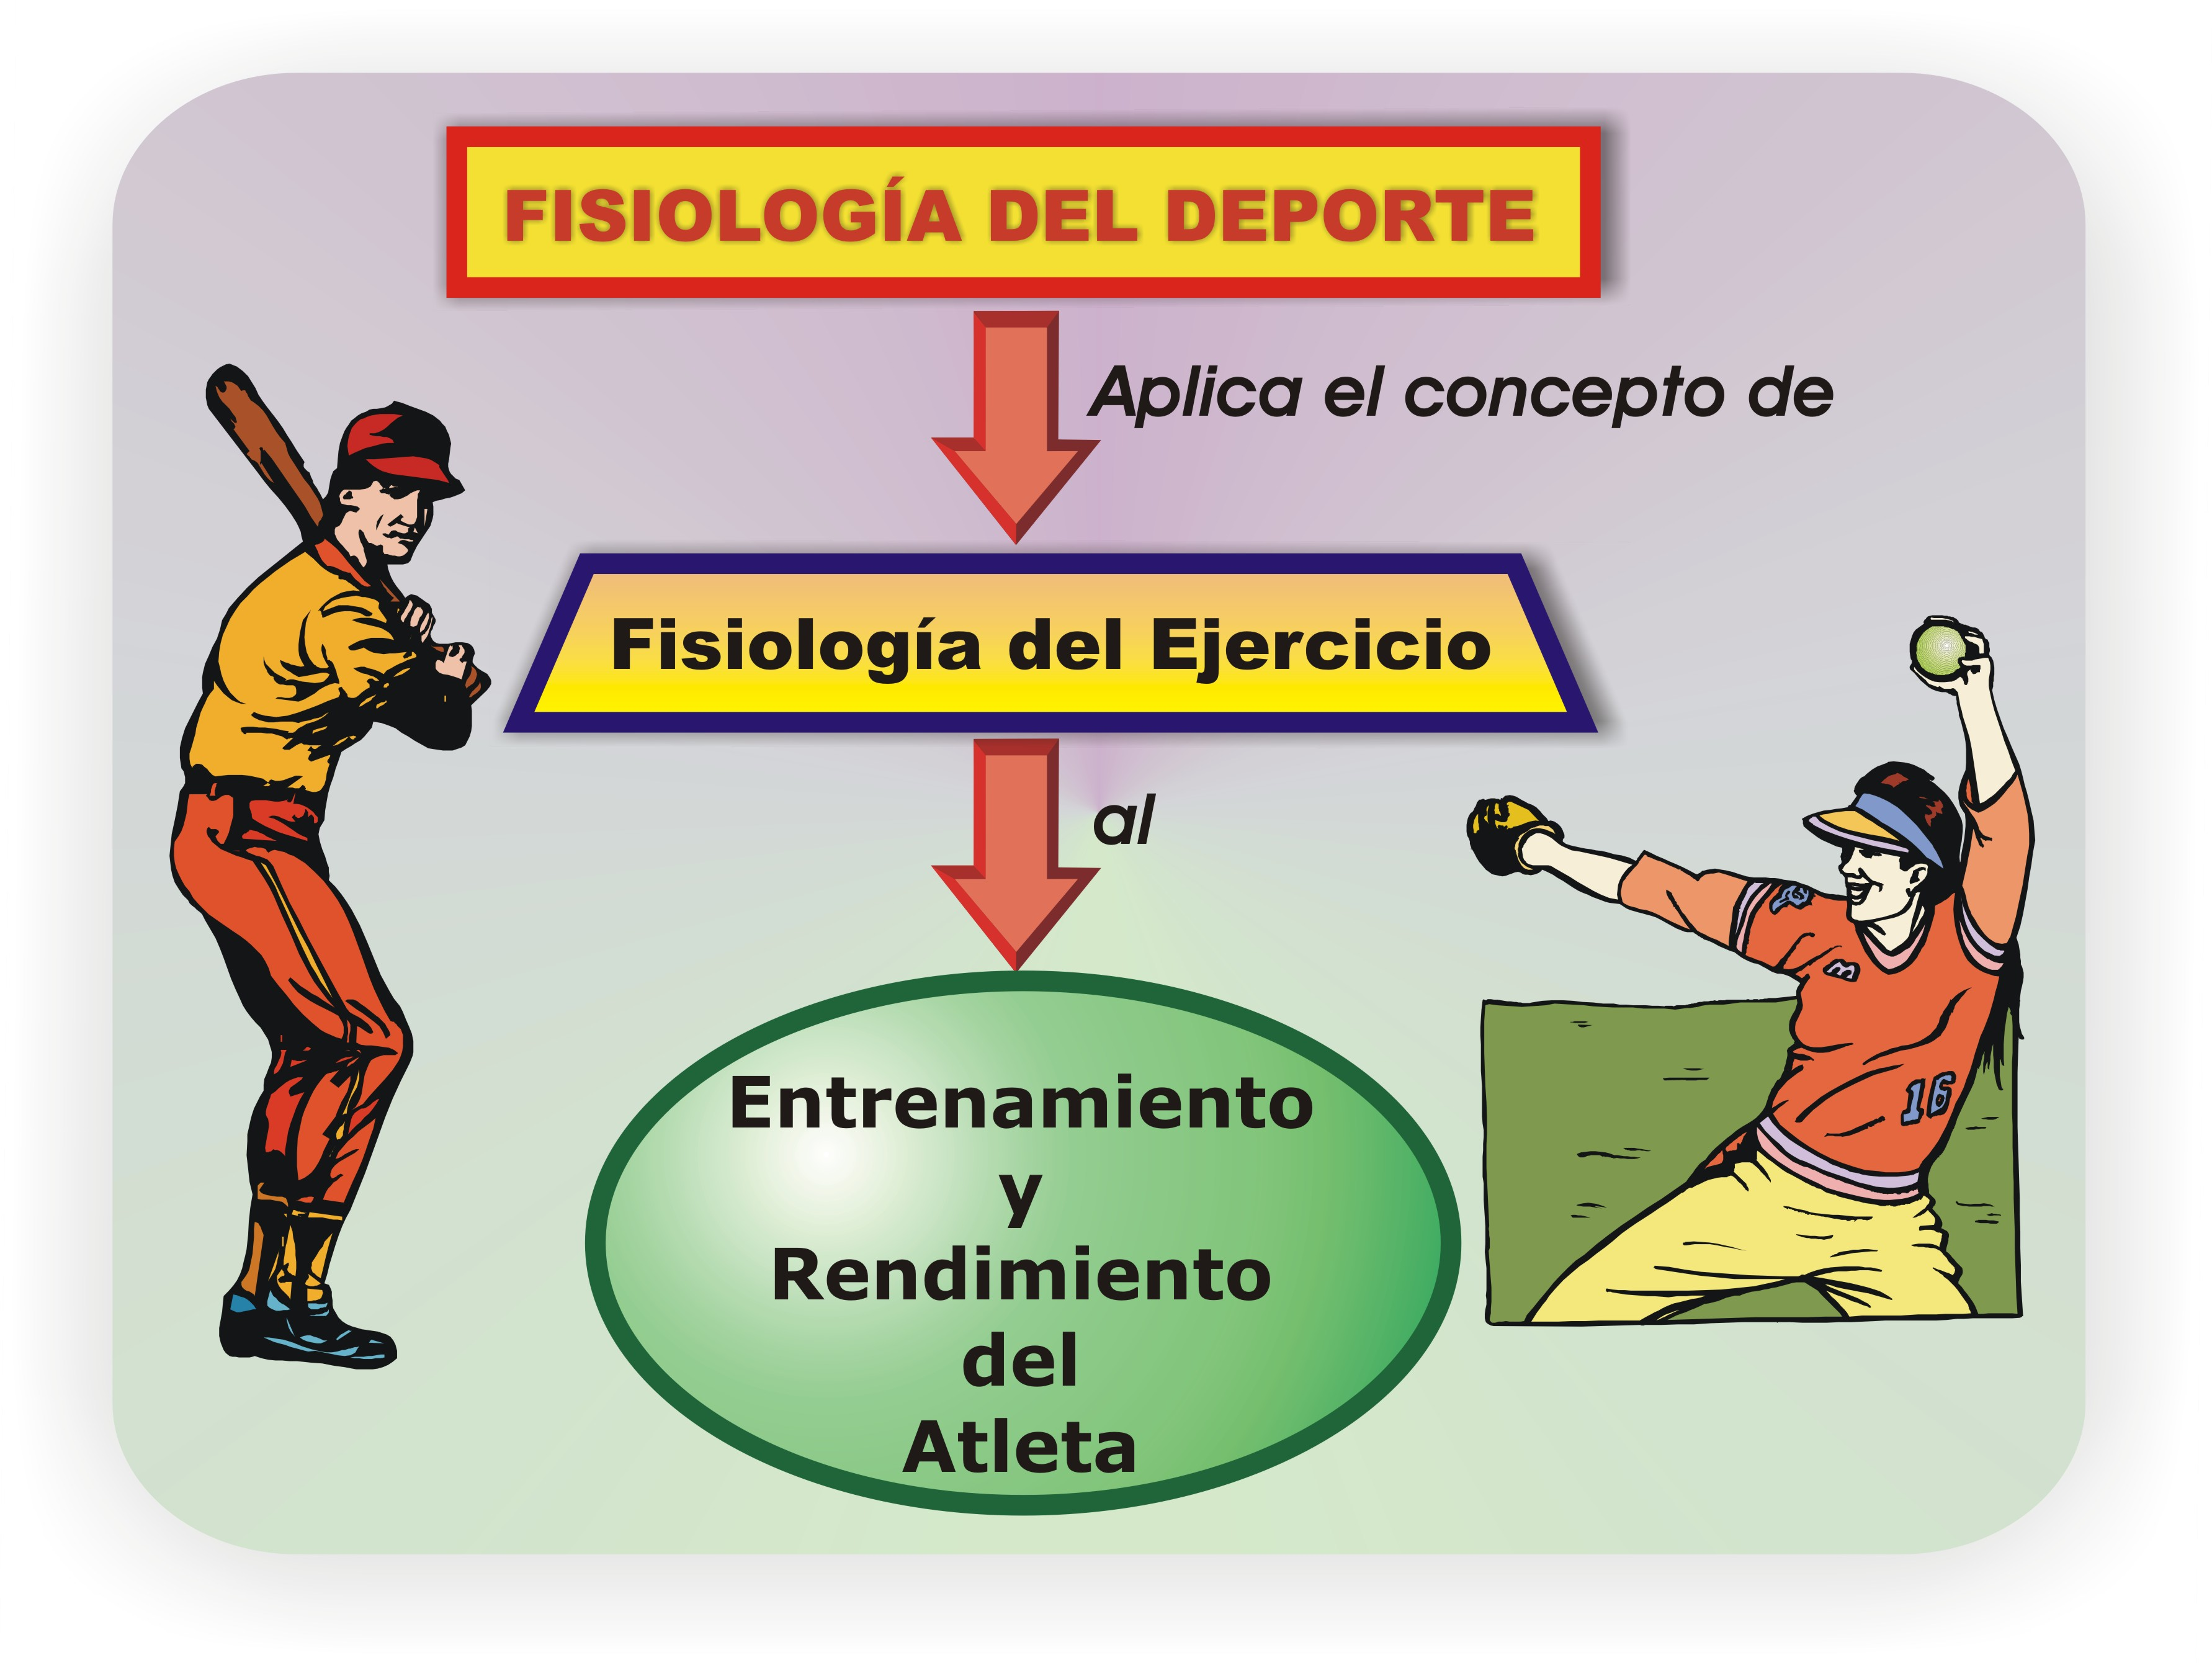 FISIOLOGÍA DEL DEPORTE
Aplica el concepto de
Fisiología del Ejercicio
al
Entrenamiento
y
Rendimiento
del
Atleta
16